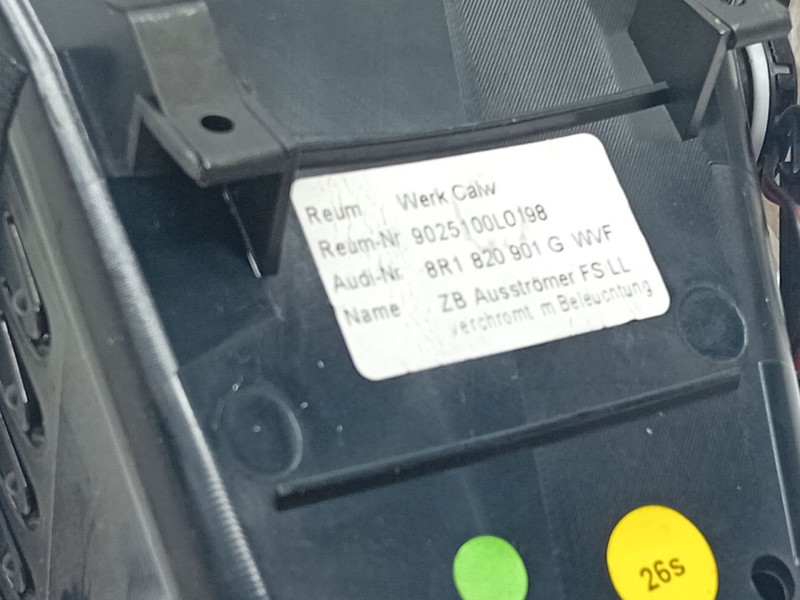 Reum Werk Calw
Reum-Nr 9025100L0198
Audi-Nr 8R1 820 901 G WVF
Name ZB Ausströmer FS LL
verchromt m Beleuchtung
26s